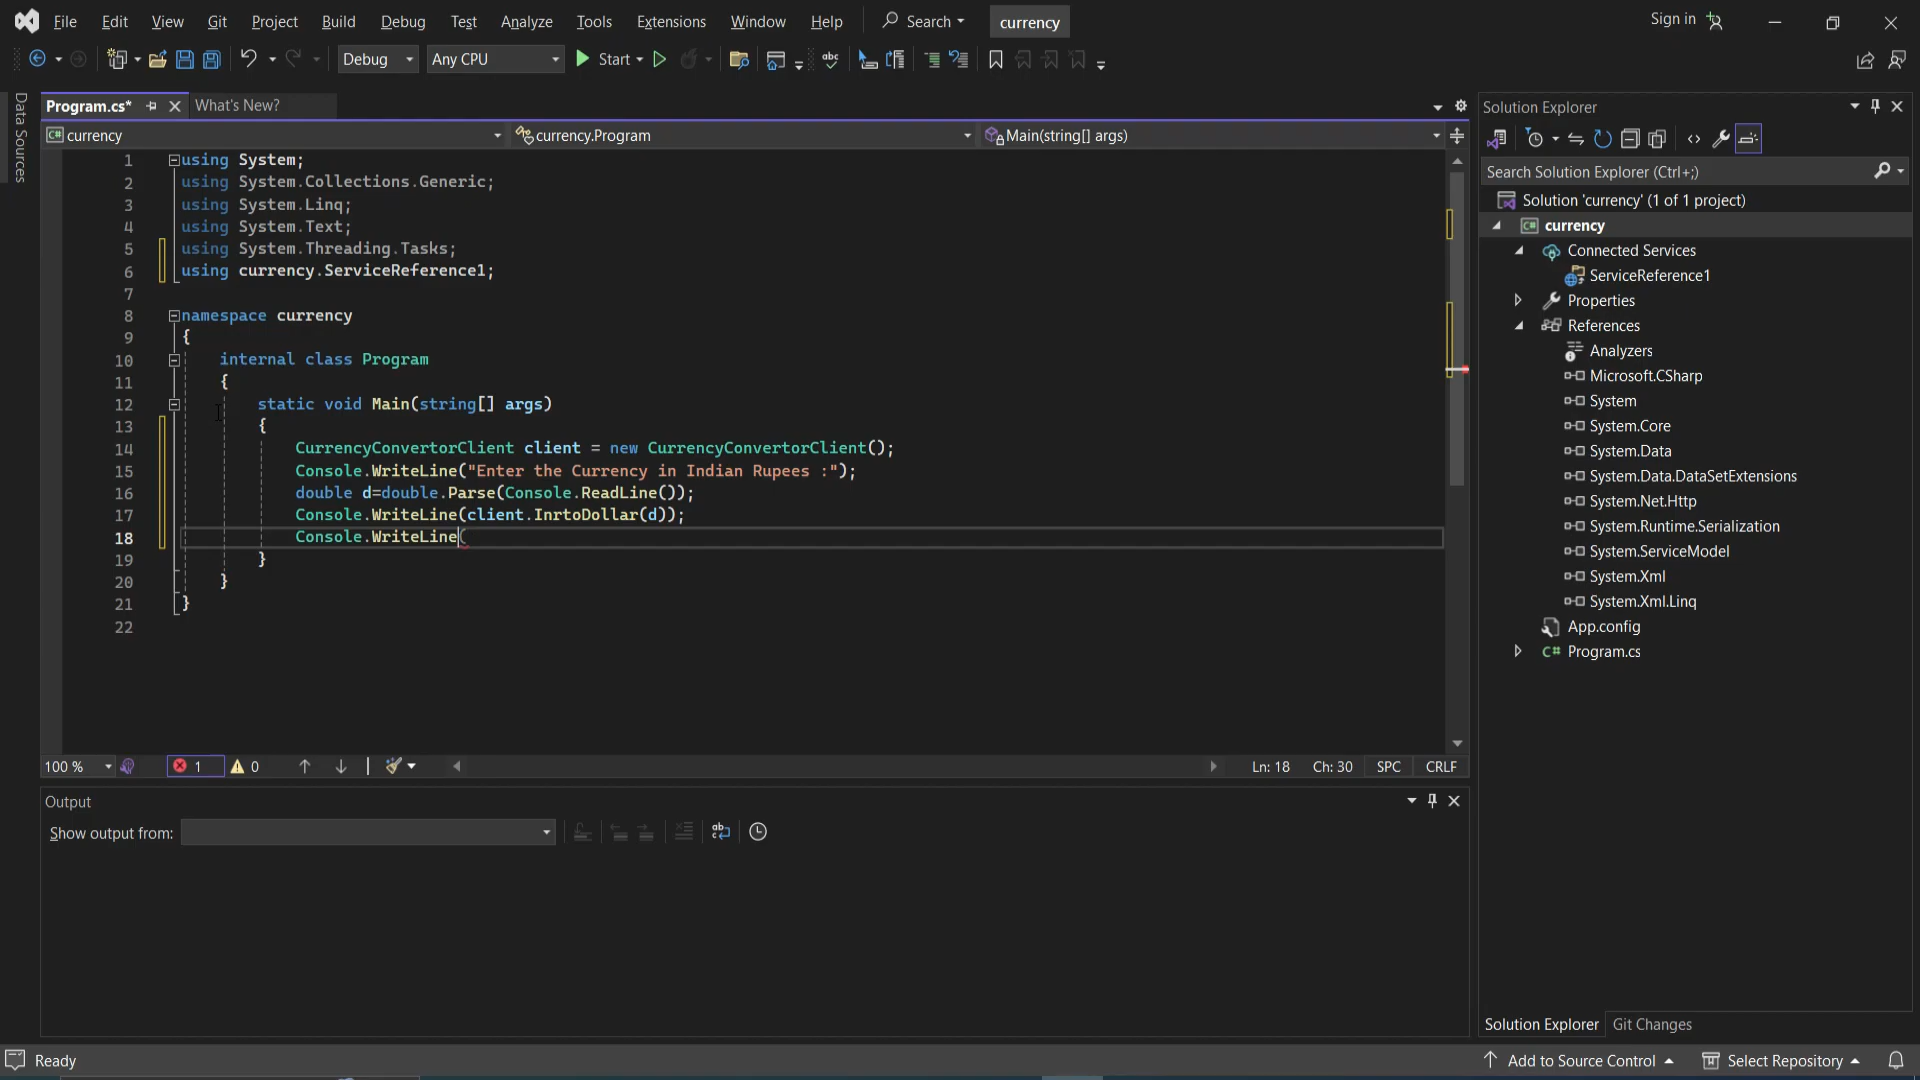 File Edit View Git Project Build Debug Test Analyze Tools Extensions Window Help Search currency Sign in
Debug Any CPU Start
Data Sources
Program.cs* What's New?
currency currency.Program Main(string[] args)
1 using System;
2 using System.Collections.Generic;
3 using System.Linq;
4 using System.Text;
5 using System.Threading.Tasks;
6 using currency.ServiceReference1;
7
8 namespace currency
9 {
10 internal class Program
11 {
12 static void Main(string[] args)
13 {
14 CurrencyConvertorClient client = new CurrencyConvertorClient();
15 Console.WriteLine("Enter the Currency in Indian Rupees :");
16 double d=double.Parse(Console.ReadLine());
17 Console.WriteLine(client.InrtoDollar(d));
18 Console.WriteLine(
19 }
20 }
21 }
22
100 % 1 0 Ln: 18 Ch: 30 SPC CRLF
Output
Show output from:
Solution Explorer
Search Solution Explorer (Ctrl+;)
Solution 'currency' (1 of 1 project)
currency
Connected Services
ServiceReference1
Properties
References
Analyzers
Microsoft.CSharp
System
System.Core
System.Data
System.Data.DataSetExtensions
System.Net.Http
System.Runtime.Serialization
System.ServiceModel
System.Xml
System.Xml.Linq
App.config
C# Program.cs
Solution Explorer Git Changes
Ready Add to Source Control Select Repository